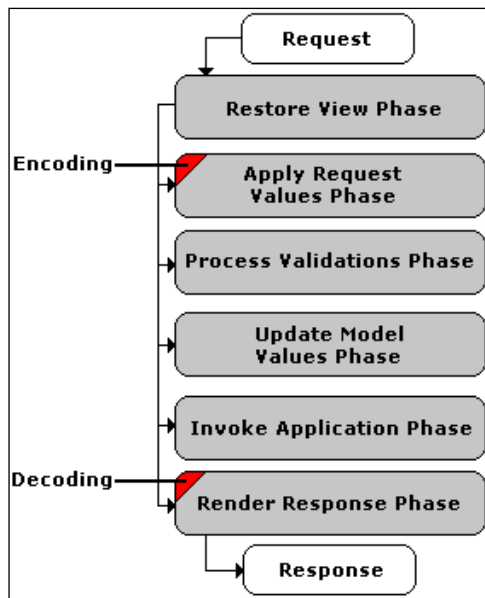 Request
Restore View Phase
Encoding
Apply Request
Values Phase
Process Validations Phase
Update Model
Values Phase
Invoke Application Phase
Decoding
Render Response Phase
Response